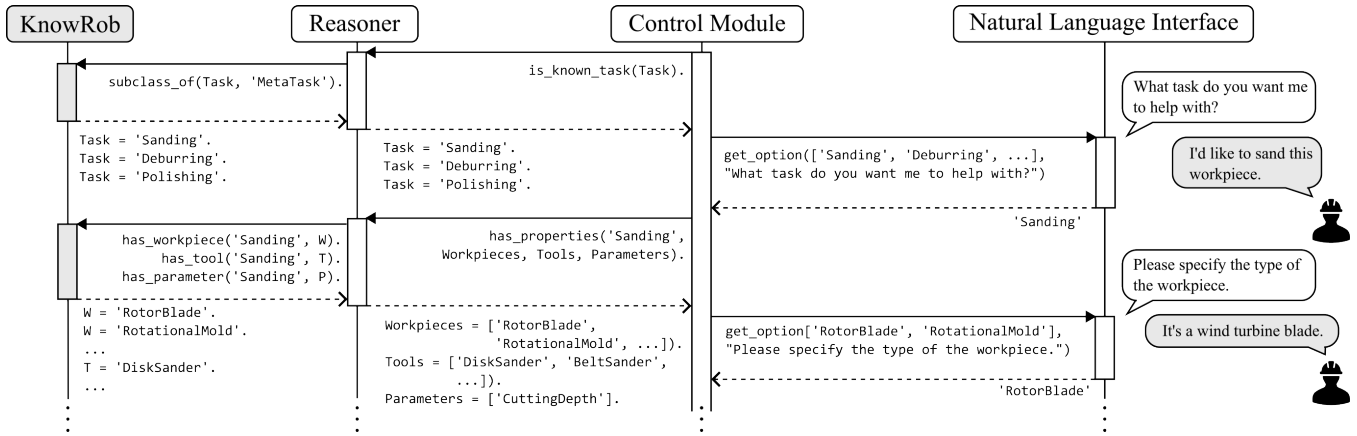 KnowRob
Reasoner
Control Module
Natural Language Interface
is_known_task(Task).
subclass_of(Task, 'MetaTask').
Task = 'Sanding'.
Task = 'Deburring'.
Task = 'Polishing'.
Task = 'Sanding'.
Task = 'Deburring'.
Task = 'Polishing'.
What task do you want me
to help with?
get_option(['Sanding', 'Deburring', ...],
"What task do you want me to help with?")
I'd like to sand this
workpiece.
'Sanding'
has_properties('Sanding',
Workpieces, Tools, Parameters).
has_workpiece('Sanding', W).
has_tool('Sanding', T).
has_parameter('Sanding', P).
W = 'RotorBlade'.
W = 'RotationalMold'.
...
T = 'DiskSander'.
...
Workpieces = ['RotorBlade',
'RotationalMold', ...]).
Tools = ['DiskSander', 'BeltSander',
...]).
Parameters = ['CuttingDepth'].
Please specify the type of
the workpiece.
get_option['RotorBlade', 'RotationalMold'],
"Please specify the type of the workpiece.")
It's a wind turbine blade.
'RotorBlade'